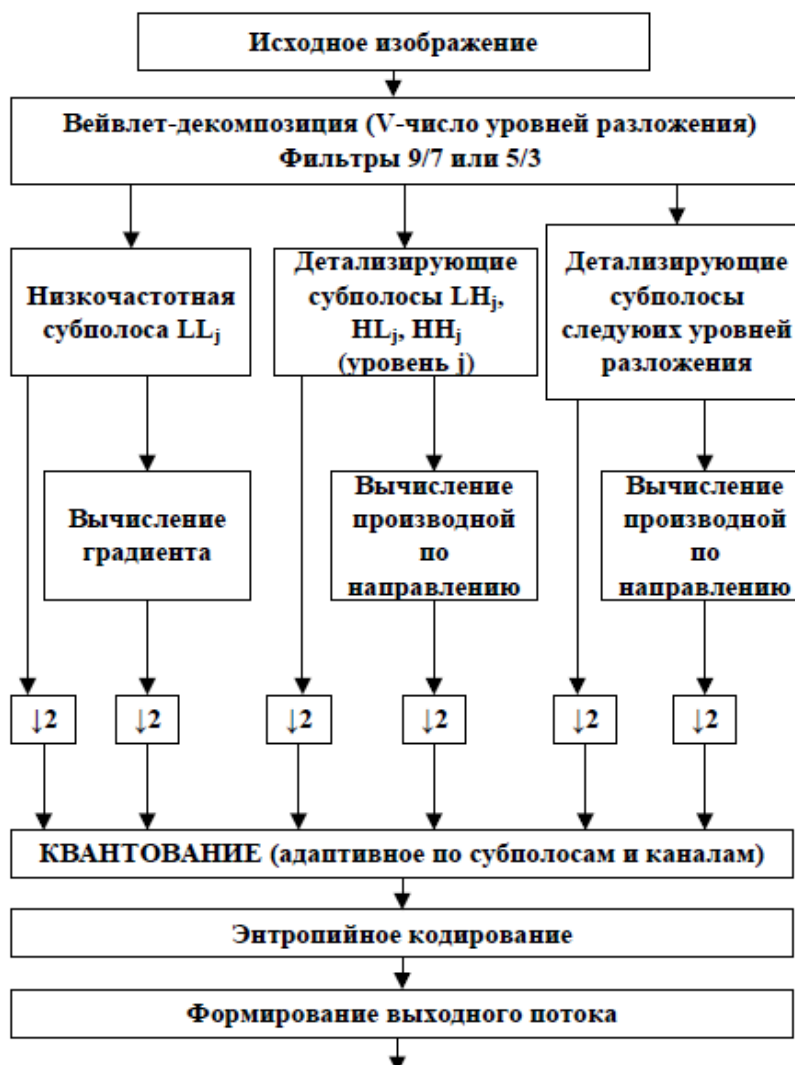 Исходное изображение
Вейвлет-декомпозиция (V-число уровней разложения)
Фильтры 9/7 или 5/3
Низкочастотная
субполоса LLj
Детализирующие
субполосы LHj,
HLj, HHj
(уровень j)
Детализирующие
субполосы
следуюих уровней
разложения
Вычисление
градиента
Вычисление
производной
по
направлению
Вычисление
производной
по
направлению
↓2
↓2
↓2
↓2
↓2
↓2
КВАНТОВАНИЕ (адаптивное по субполосам и каналам)
Энтропийное кодирование
Формирование выходного потока